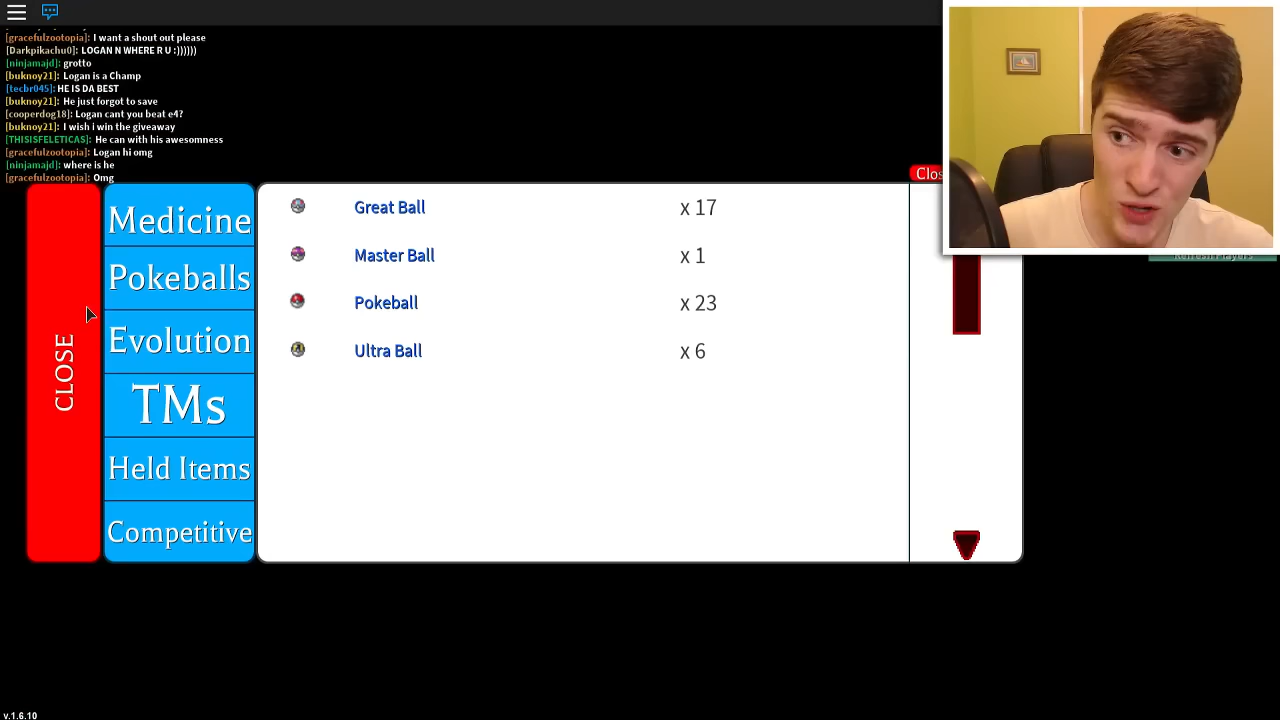 [gracefulzootopia]: I want a shout out please
[Darkpikachu0]: LOGAN N WHERE R U :))))))
[ninjamajd]: grotto
[buknoy21]: Logan is a Champ
[tecbr045]: HE IS DA BEST
[buknoy21]: He just forgot to save
[cooperdog18]: Logan cant you beat e4?
[buknoy21]: I wish i win the giveaway
[THISISFELETICAS]: He can with his awesomness
[gracefulzootopia]: Logan hi omg
[ninjamajd]: where is he
[gracefulzootopia]: Omg
Clos
CLOSE
Medicine
Pokeballs
Evolution
TMs
Held Items
Competitive
Great Ball x 17
Master Ball x 1
Pokeball x 23
Ultra Ball x 6
Refresh Players
v.1.6.10